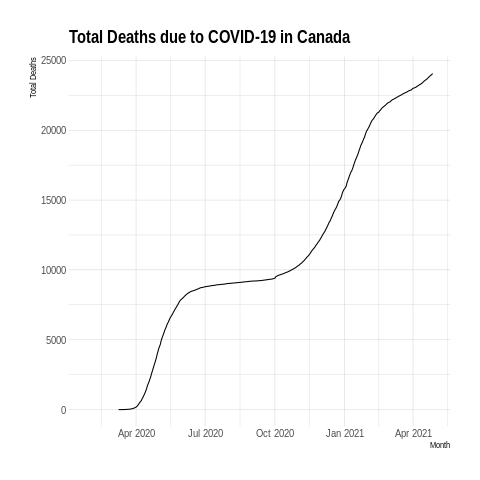 Total Deaths due to COVID-19 in Canada
Total Deaths
25000
20000
15000
10000
5000
0
Apr 2020 Jul 2020 Oct 2020 Jan 2021 Apr 2021
Month